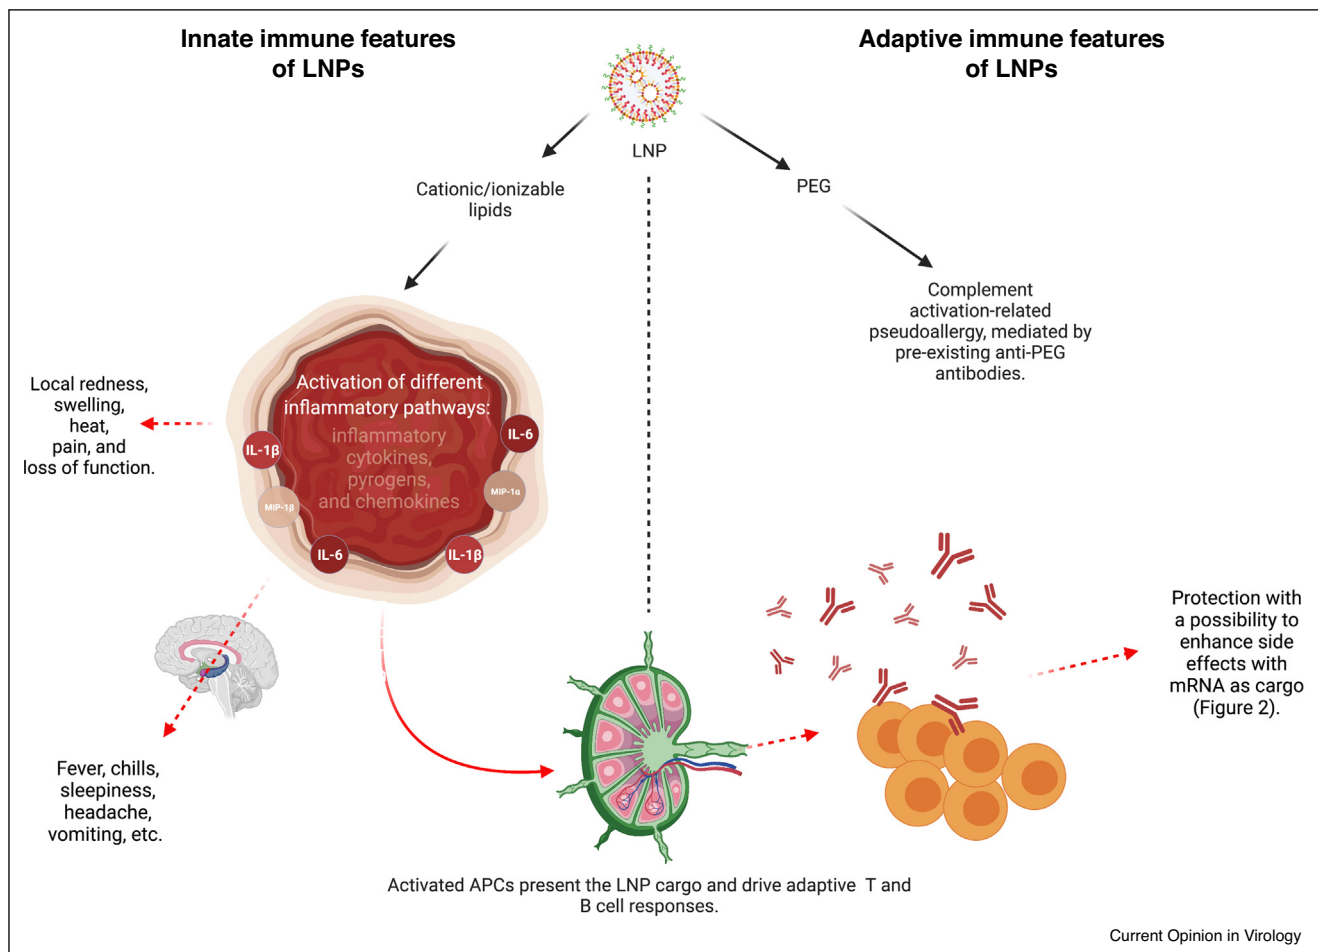 Innate immune features
of LNPs
Adaptive immune features
of LNPs
LNP
Cationic/ionizable
lipids
PEG
Complement
activation-related
pseudoallergy, mediated by
pre-existing anti-PEG
antibodies.
Local redness,
swelling,
heat,
pain, and
loss of function.
Activation of different
inflammatory pathways:
inflammatory
cytokines,
pyrogens,
and chemokines
IL-1β
IL-6
MIP-1β
MIP-1α
IL-6
IL-1β
Fever, chills,
sleepiness,
headache,
vomiting, etc.
Protection with
a possibility to
enhance side
effects with
mRNA as cargo
(Figure 2).
Activated APCs present the LNP cargo and drive adaptive T and
B cell responses.
Current Opinion in Virology